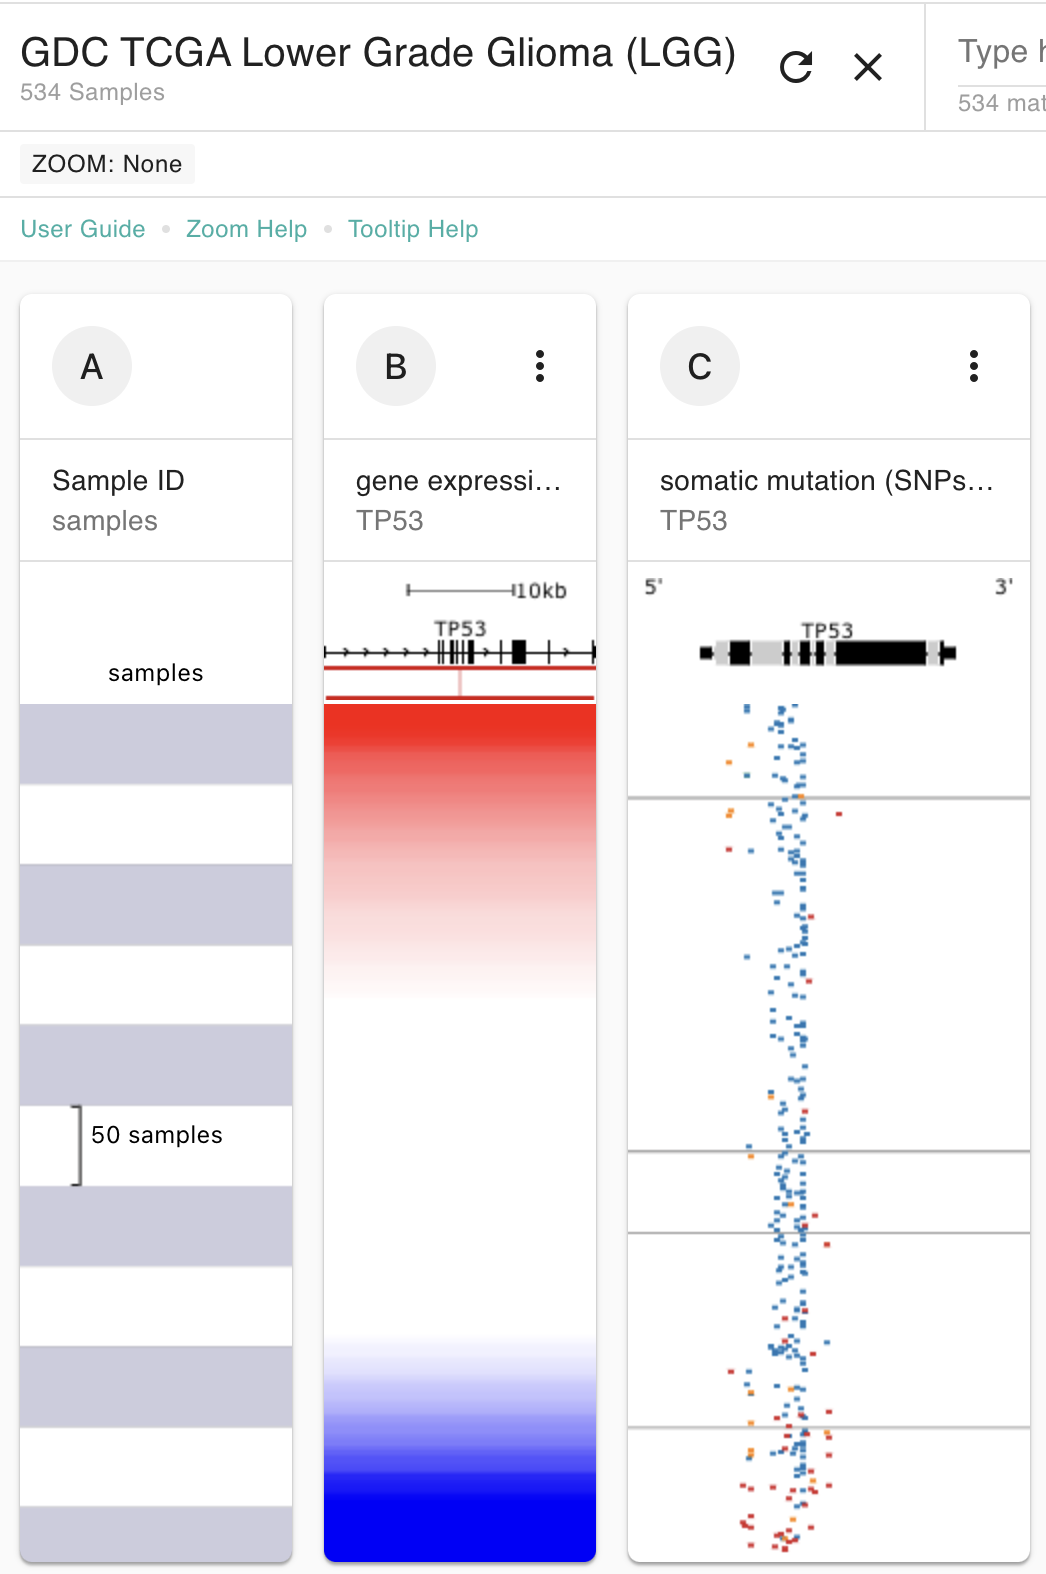 GDC TCGA Lower Grade Glioma (LGG)
534 Samples
Type h
534 mat
ZOOM: None
User Guide • Zoom Help • Tooltip Help
A
B
C
Sample ID
samples
gene expressi...
TP53
somatic mutation (SNPs...
TP53
samples
10kb
TP53
5'
3'
TP53
50 samples